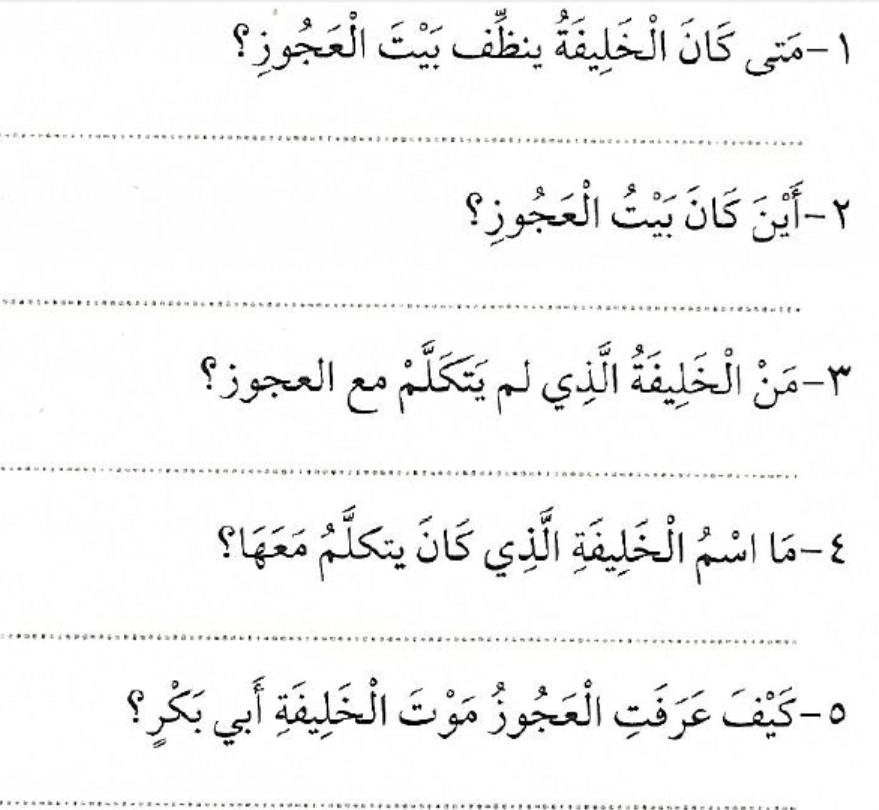 ١-مَتى كَانَ الْخَلِيفَةُ ينظِّف بَيْتَ الْعَجُوزِ؟
٢-أَيْنَ كَانَ بَيْتُ الْعَجُوزِ؟
٣-مَنْ الْخَلِيفَةُ الَّذِي لم يَتَكَلَّمْ مع العجوز؟
٤-مَا اسْمُ الْخَلِيفَةِ الَّذِي كَانَ يتكلَّمُ مَعَهَا؟
٥-كَيْفَ عَرَفَتِ الْعَجُوزُ مَوْتَ الْخَلِيفَةِ أَبي بَكْرٍ؟